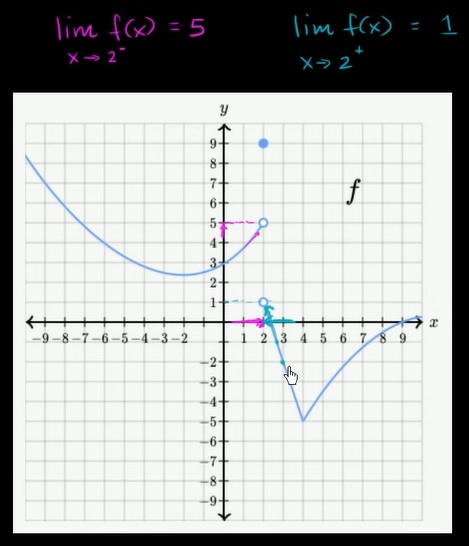 lim f(x) = 5
x → 2⁻
lim f(x) = 1
x → 2⁺
y
9
8
7
6
5
4
3
2
1
f
x
−9 −8 −7 −6 −5 −4 −3 −2
1 2 3 4 5 6 7 8 9
−2
−3
−4
−5
−6
−7
−8
−9